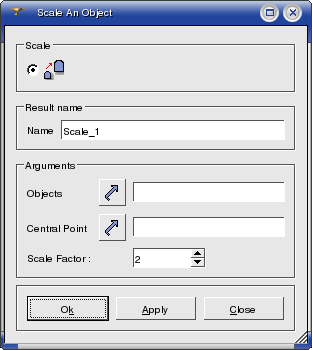 Scale An Object
Scale
Result name
Name Scale_1
Arguments
Objects
Central Point
Scale Factor : 2
Ok Apply Close